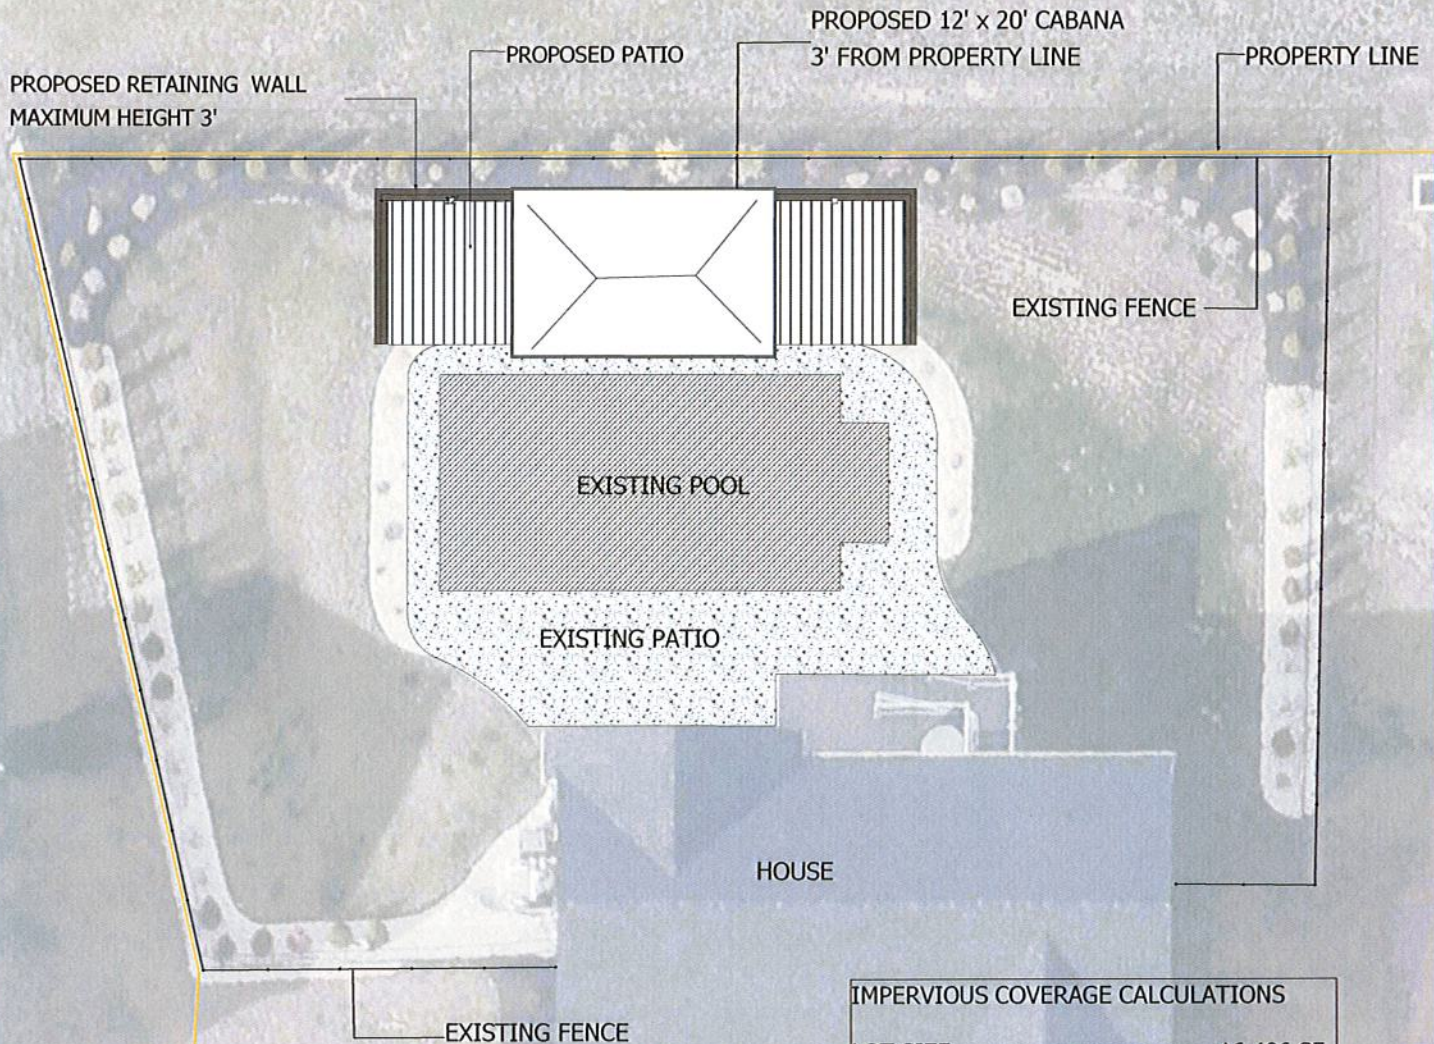 PROPOSED 12' x 20' CABANA
3' FROM PROPERTY LINE
PROPOSED PATIO
PROPERTY LINE
PROPOSED RETAINING WALL
MAXIMUM HEIGHT 3'
EXISTING FENCE
EXISTING POOL
EXISTING PATIO
HOUSE
IMPERVIOUS COVERAGE CALCULATIONS
EXISTING FENCE